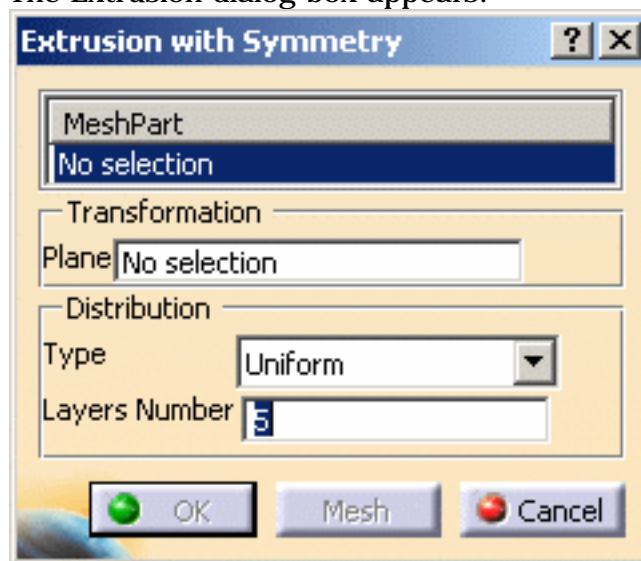 The Extrusion dialog box appears:
Extrusion with Symmetry ? X
MeshPart
No selection
Transformation
Plane No selection
Distribution
Type Uniform
Layers Number 5
OK Mesh Cancel